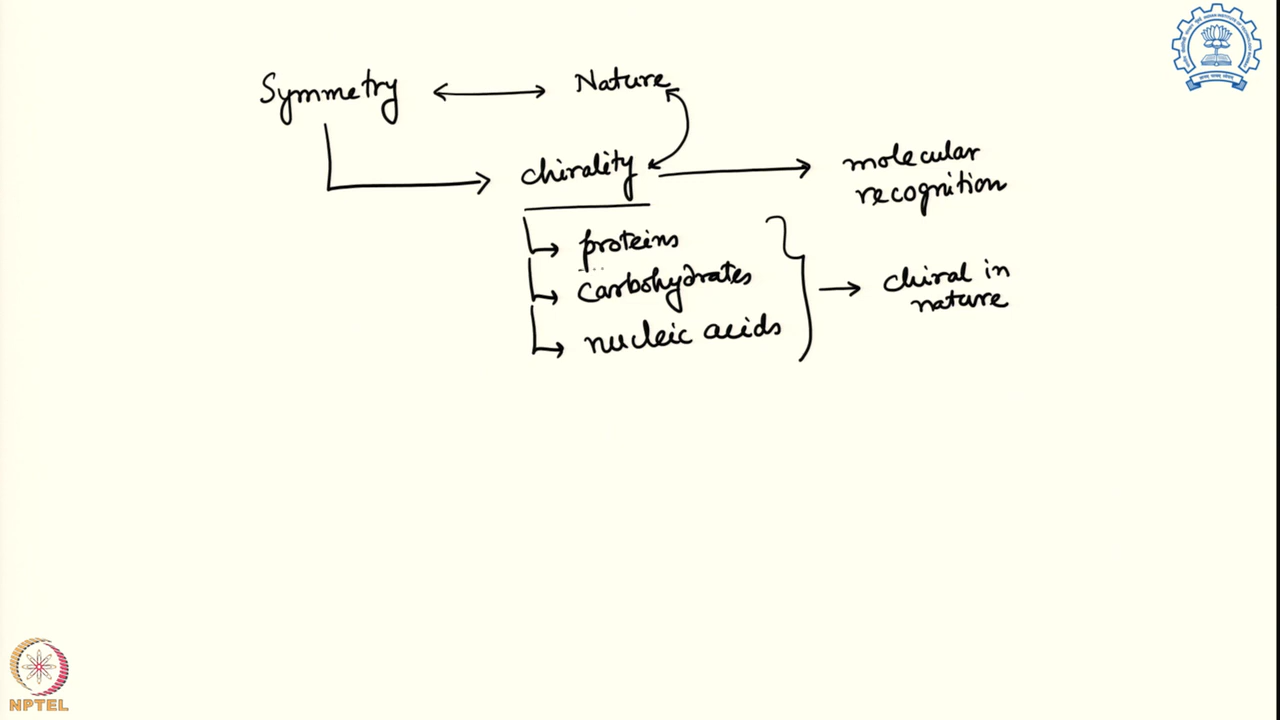 Symmetry ⟷ Nature
chirality → molecular
recognition
proteins
carbohydrates
nucleic acids
→ chiral in
nature
NPTEL